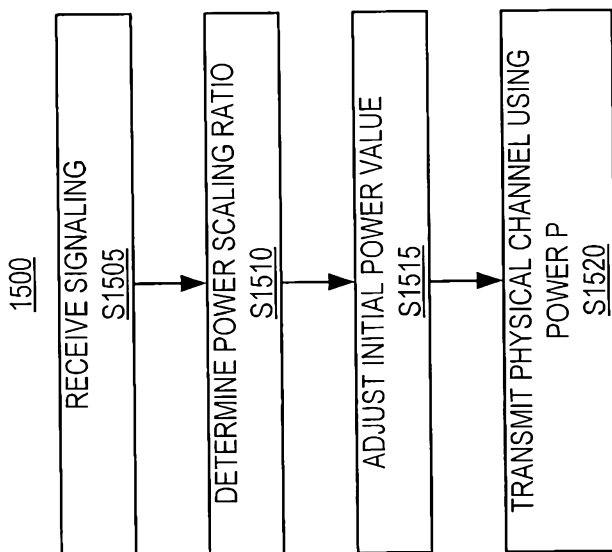 1500
RECEIVE SIGNALING
S1505
DETERMINE POWER SCALING RATIO
S1510
ADJUST INITIAL POWER VALUE
S1515
TRANSMIT PHYSICAL CHANNEL USING
POWER P
S1520